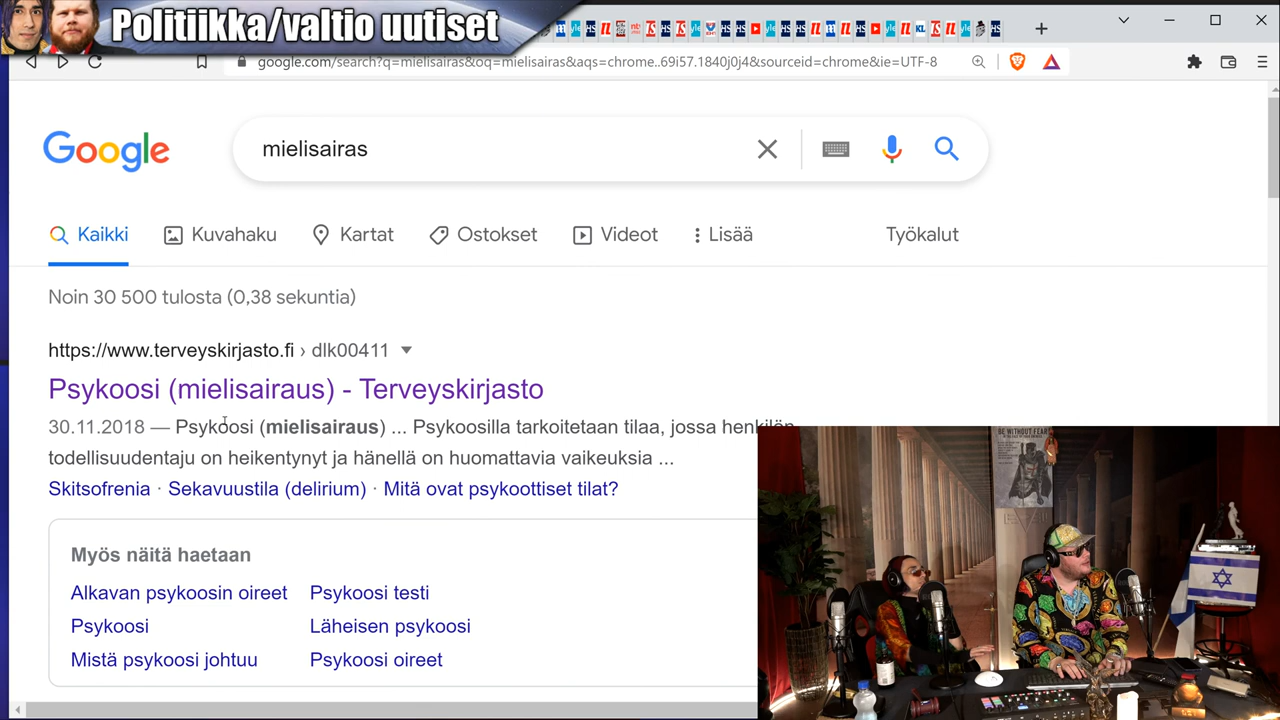 Politiikka/valtio uutiset
google.com/search?q=mielisairas&oq=mielisairas&aqs=chrome..69i57.1840j0j4&sourceid=chrome&ie=UTF-8
Google
mielisairas
Kaikki
Kuvahaku
Kartat
Ostokset
Videot
Lisää
Työkalut
Noin 30 500 tulosta (0,38 sekuntia)
https://www.terveyskirjasto.fi › dlk00411
Psykoosi (mielisairaus) - Terveyskirjasto
30.11.2018 — Psykoosi (mielisairaus) ... Psykoosilla tarkoitetaan tilaa, jossa henkilön
todellisuudentaju on heikentynyt ja hänellä on huomattavia vaikeuksia ...
Skitsofrenia · Sekavuustila (delirium) · Mitä ovat psykoottiset tilat?
Myös näitä haetaan
Alkavan psykoosin oireet
Psykoosi testi
Psykoosi
Läheisen psykoosi
Mistä psykoosi johtuu
Psykoosi oireet
BE WITHOUT FEAR